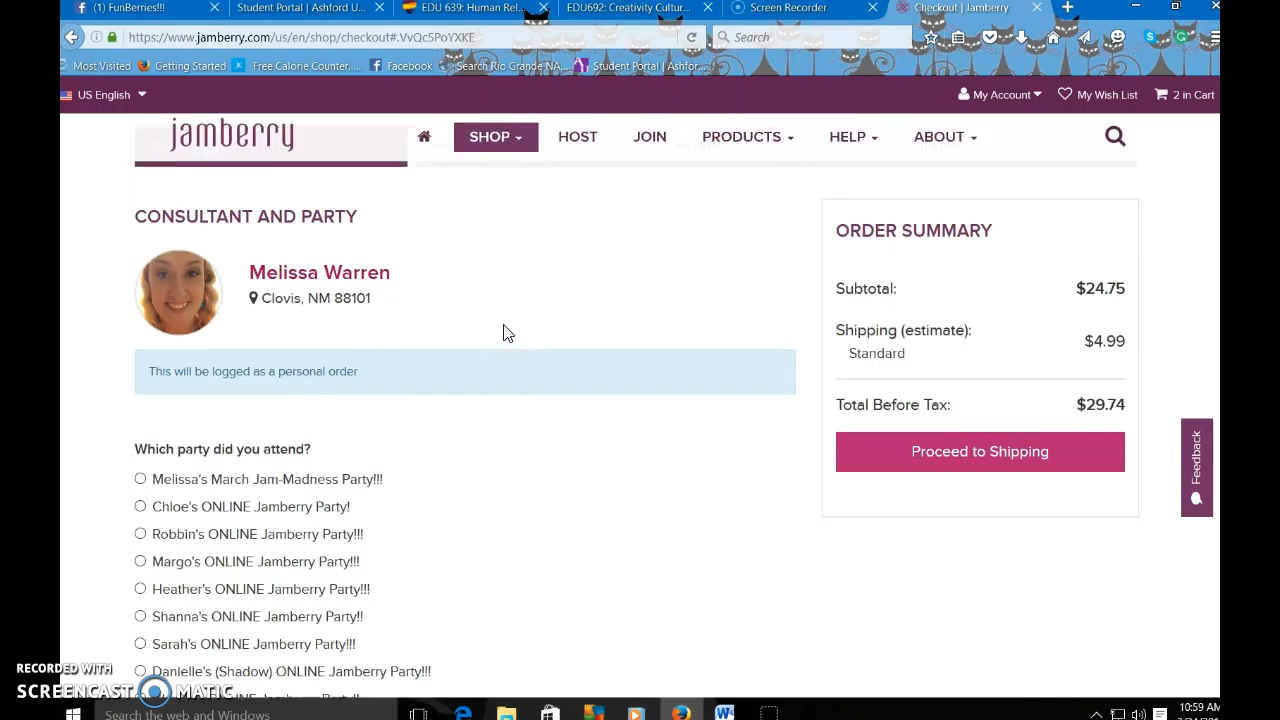 (1) FunBerries!!!
Student Portal | Ashford U...
EDU 639: Human Rel...
EDU692: Creativity Cultur...
Screen Recorder
Checkout | Jamberry
https://www.jamberry.com/us/en/shop/checkout#.VvQc5PoYXKE
Search
Most Visited
Getting Started
Free Calorie Counter, ...
Facebook
Search Rio Grande NA...
Student Portal | Ashfor...
US English
My Account
My Wish List
2 in Cart
jamberry
SHOP
HOST
JOIN
PRODUCTS
HELP
ABOUT
CONSULTANT AND PARTY
Melissa Warren
Clovis, NM 88101
This will be logged as a personal order
Which party did you attend?
Melissa's March Jam-Madness Party!!!
Chloe's ONLINE Jamberry Party!
Robbin's ONLINE Jamberry Party!!!
Margo's ONLINE Jamberry Party!!!
Heather's ONLINE Jamberry Party!!!
Shanna's ONLINE Jamberry Party!!
Sarah's ONLINE Jamberry Party!!!
Danielle's (Shadow) ONLINE Jamberry Party!!!
ORDER SUMMARY
Subtotal: $24.75
Shipping (estimate): $4.99
Standard
Total Before Tax: $29.74
Proceed to Shipping
Feedback
RECORDED WITH
SCREENCAST MATIC
Search the web and Windows
10:59 AM